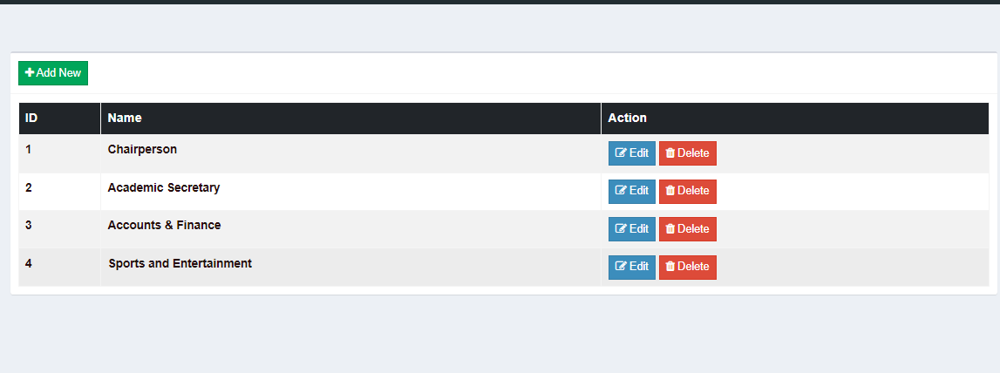 Add New
ID Name Action
1 Chairperson Edit Delete
2 Academic Secretary Edit Delete
3 Accounts & Finance Edit Delete
4 Sports and Entertainment Edit Delete